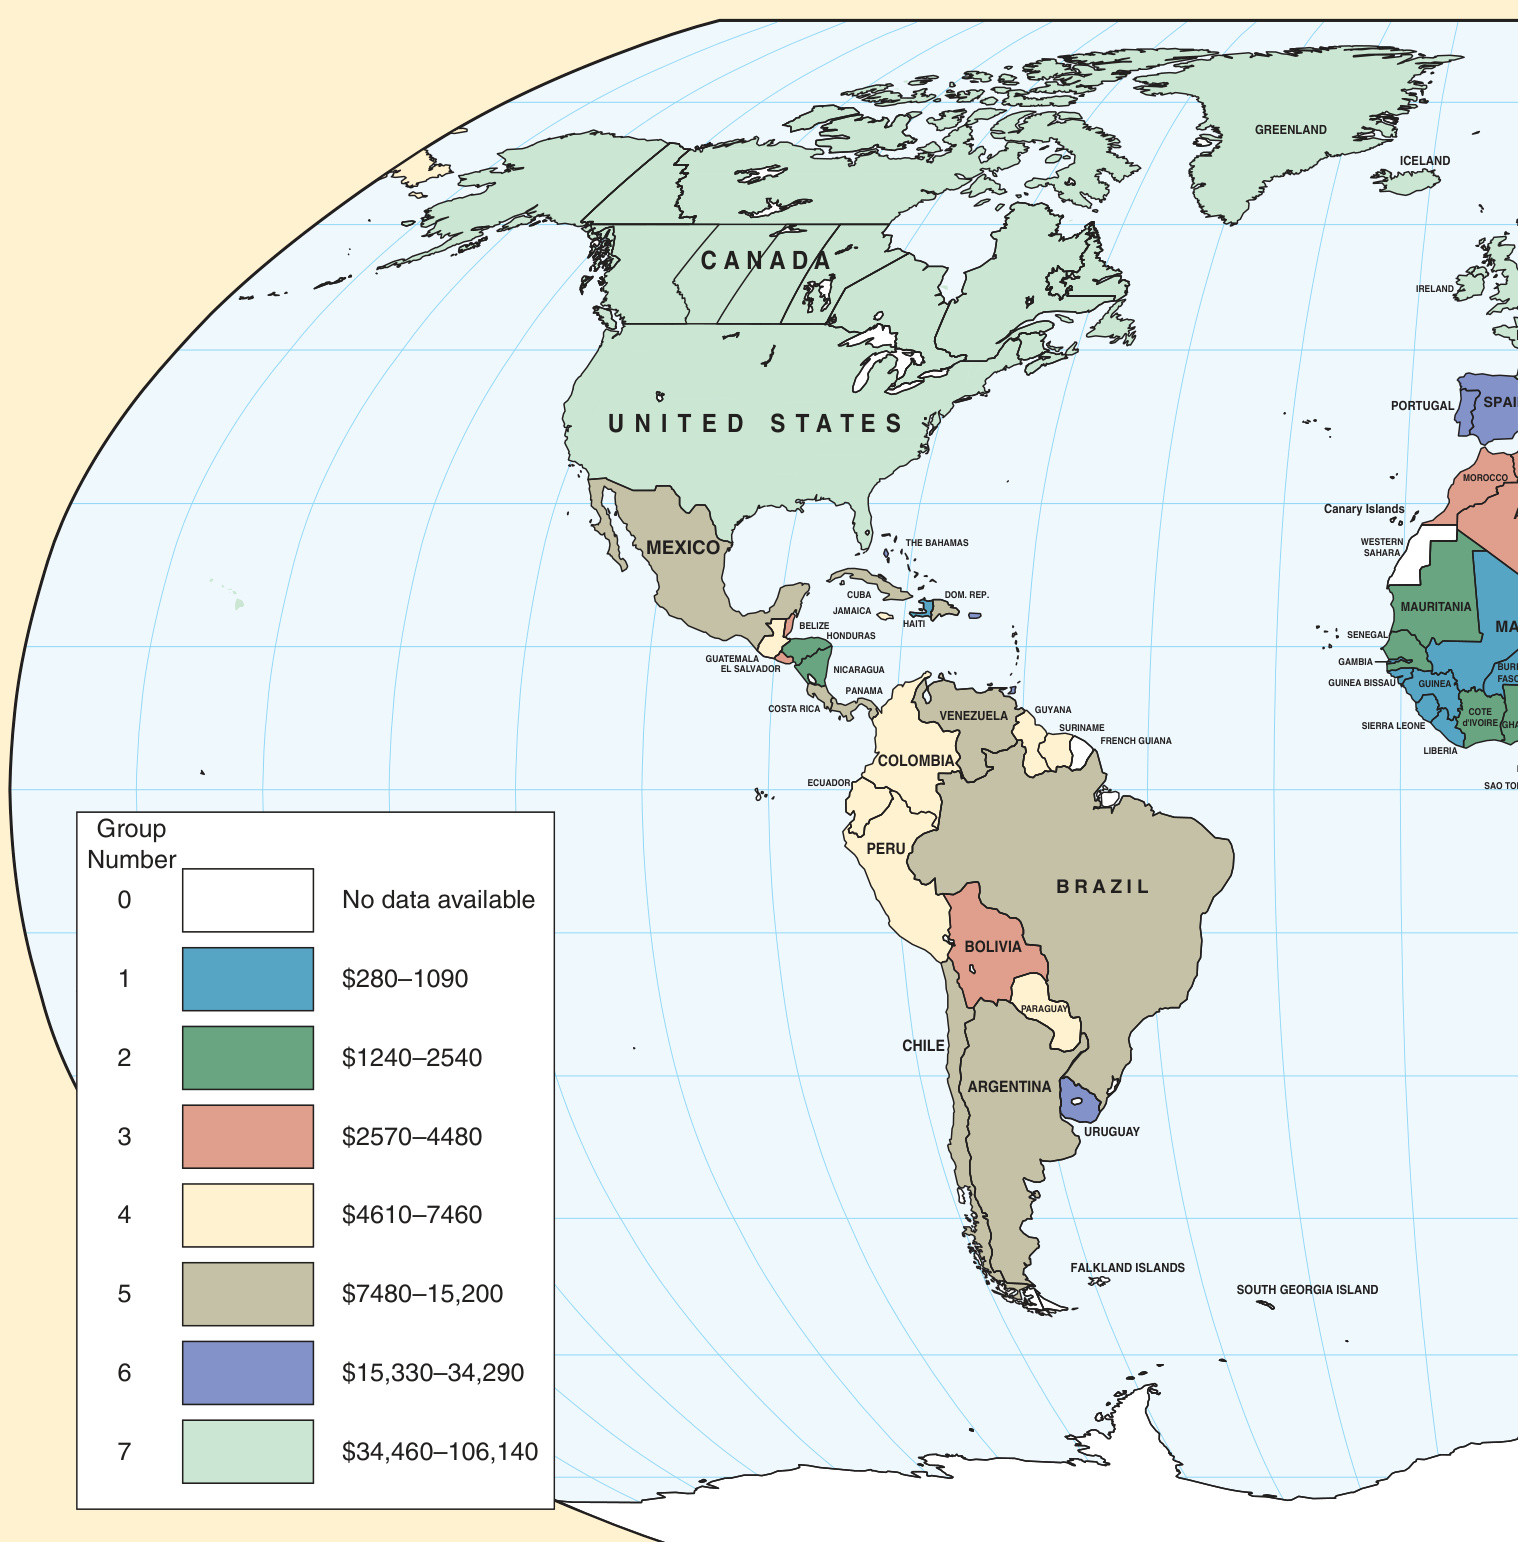 GREENLAND
ICELAND
CANADA
IRELAND
UNITED STATES
PORTUGAL
SPAI
MOROCCO
Canary Islands
A
WESTERN
SAHARA
MEXICO
THE BAHAMAS
CUBA
DOM. REP.
JAMAICA
HAITI
MAURITANIA
BELIZE
HONDURAS
MA
SENEGAL
GUATEMALA
EL SALVADOR
NICARAGUA
GAMBIA
BURK
FASO
PANAMA
GUINEA BISSAU
GUINEA
COSTA RICA
VENEZUELA
GUYANA
SURINAME
FRENCH GUIANA
COTE
d'IVOIRE
GHA
SIERRA LEONE
LIBERIA
COLOMBIA
ECUADOR
SAO TO
PERU
BRAZIL
BOLIVIA
PARAGUAY
CHILE
ARGENTINA
URUGUAY
FALKLAND ISLANDS
SOUTH GEORGIA ISLAND
Group
Number
0 No data available
1 $280–1090
2 $1240–2540
3 $2570–4480
4 $4610–7460
5 $7480–15,200
6 $15,330–34,290
7 $34,460–106,140